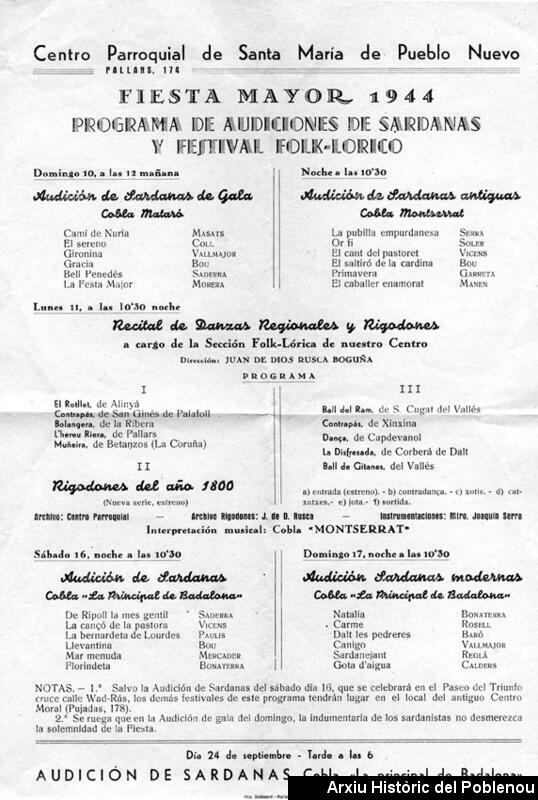 Centro Parroquial de Santa María de Pueblo Nuevo
PALLARS, 174
FIESTA MAYOR 1944
PROGRAMA DE AUDICIONES DE SARDANAS
Y FESTIVAL FOLK-LORICO
Domingo 10, a las 12 mañana
Audición de Sardanas de Gala
Cobla Mataró
Camí de Nuria MASATS
El sereno COLL
Gironina VALLMAJOR
Gracia BOU
Bell Penedés SADERRA
La Festa Major MORERA
Noche a las 10'30
Audición de Sardanas antiguas
Cobla Montserrat
La pubilla empurdanesa SERRA
Or fi SOLER
El cant del pastoret VICENS
El saltiró de la cardina BOU
Primavera GARRETA
El caballer enamorat MANEN
Lunes 11, a las 10'30 noche
Recital de Danzas Regionales y Rigodones
a cargo de la Sección Folk-Lórica de nuestro Centro
Dirección: JUAN DE DIOS RUSCA BOGUÑA
PROGRAMA
I
El Rotllet, de Alinyá
Contrapás, de San Ginés de Palafoll
Bolangera, de la Ribera
L'hereu Riera, de Pallars
Muñeira, de Betanzos (La Coruña)
II
Rigodones del año 1800
(Nueva serie, estreno)
III
Ball del Ram, de S. Cugat del Vallés
Contrapás, de Xinxina
Dança, de Capdevanol
La Disfresada, de Corberá de Dalt
Ball de Gitanes, del Vallés
a) entrada (estreno). - b) contradança. - c) xotis. - d) cat-
xutxes.- e) jota.- f) sortida.
Archivo: Centro Parroquial — Archivo Rigodones: J. de D. Rusca — Instrumentaciones: Mtro. Joaquín Serra
Interpretación musical: Cobla "MONTSERRAT"
Sábado 16, noche a las 10'30
Audición de Sardanas
Cobla «La Principal de Badalona»
De Ripoll la mes gentil SADERRA
La cançó de la pastora VICENS
La bernardeta de Lourdes PAULIS
Llevantina BOU
Mar menuda MERCADER
Florindeta BONATERRA
Domingo 17, noche a las 10'30
Audición Sardanas modernas
Cobla «La Principal de Badalona»
Natalia BONATERRA
Carme ROSELL
Dalt les pedreres BARÓ
Canigo VALLMAJOR
Sardanejant REGLÁ
Gota d'aigua CALDERS
NOTAS. — 1.ª Salvo la Audición de Sardanas del sábado día 16, que se celebrará en el Paseo del Triunfo
cruce calle Wad-Rás, los demás festivales de este programa tendrán lugar en el local del antiguo Centro
Moral (Pujadas, 178).
2.ª Se ruega que en la Audición de gala del domingo, la indumentaria de los sardanistas no desmerezca
la solemnidad de la Fiesta.
Día 24 de septiembre - Tarde a las 6
AUDICIÓN DE SARDANAS Cobla «La principal de Badalona»
Arxiu Històric del Poblenou